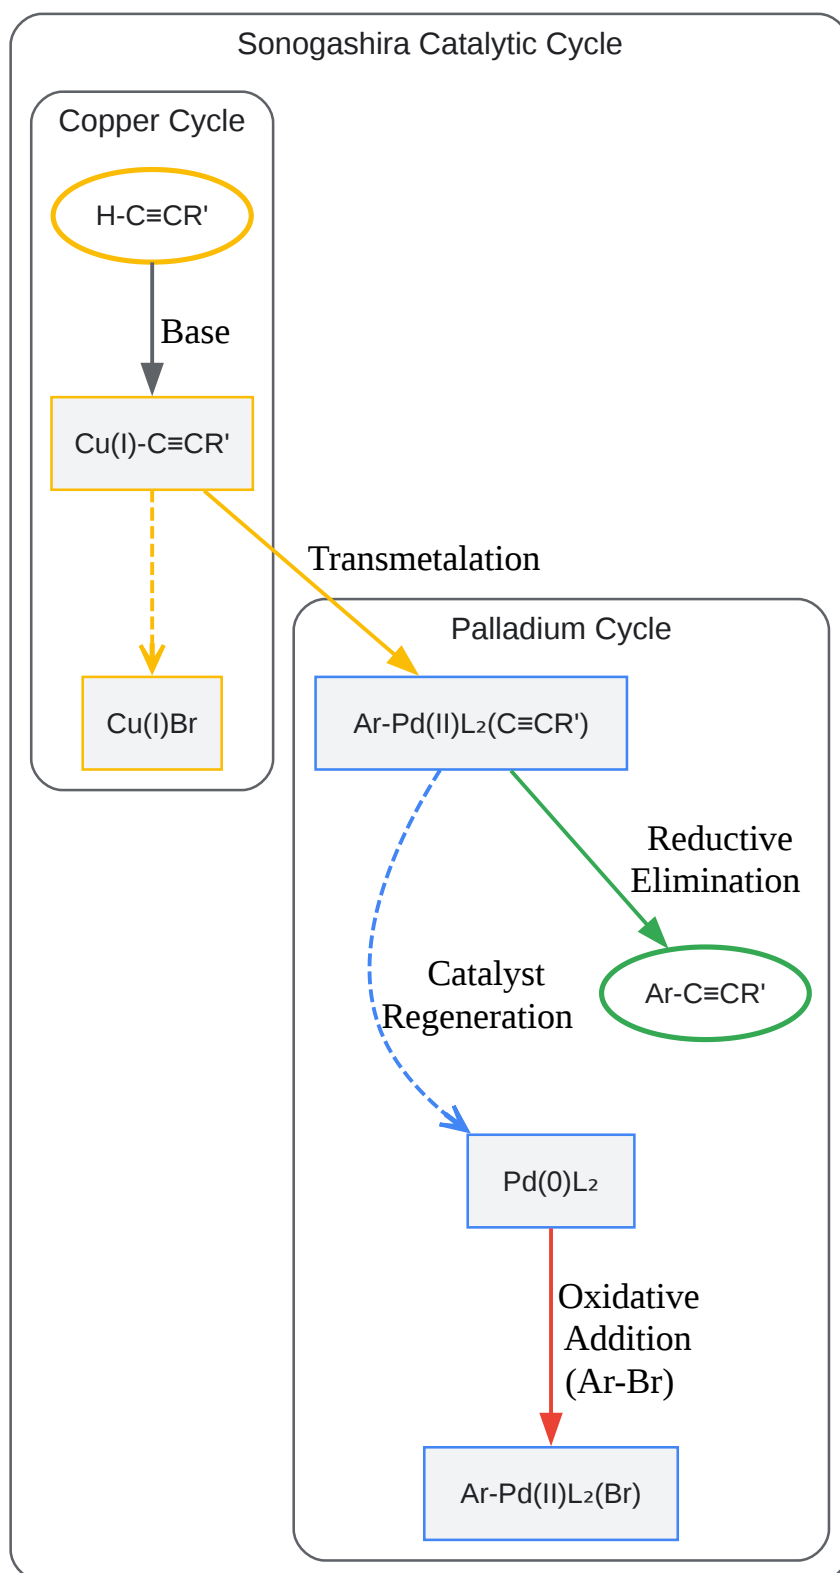 Sonogashira Catalytic Cycle
Copper Cycle
H-C≡CR'
Base
Cu(I)-C≡CR'
Transmetalation
Palladium Cycle
Cu(I)Br
Ar-Pd(II)L₂(C≡CR')
Reductive
Elimination
Catalyst
Regeneration
Ar-C≡CR'
Pd(0)L₂
Oxidative
Addition
(Ar-Br)
Ar-Pd(II)L₂(Br)